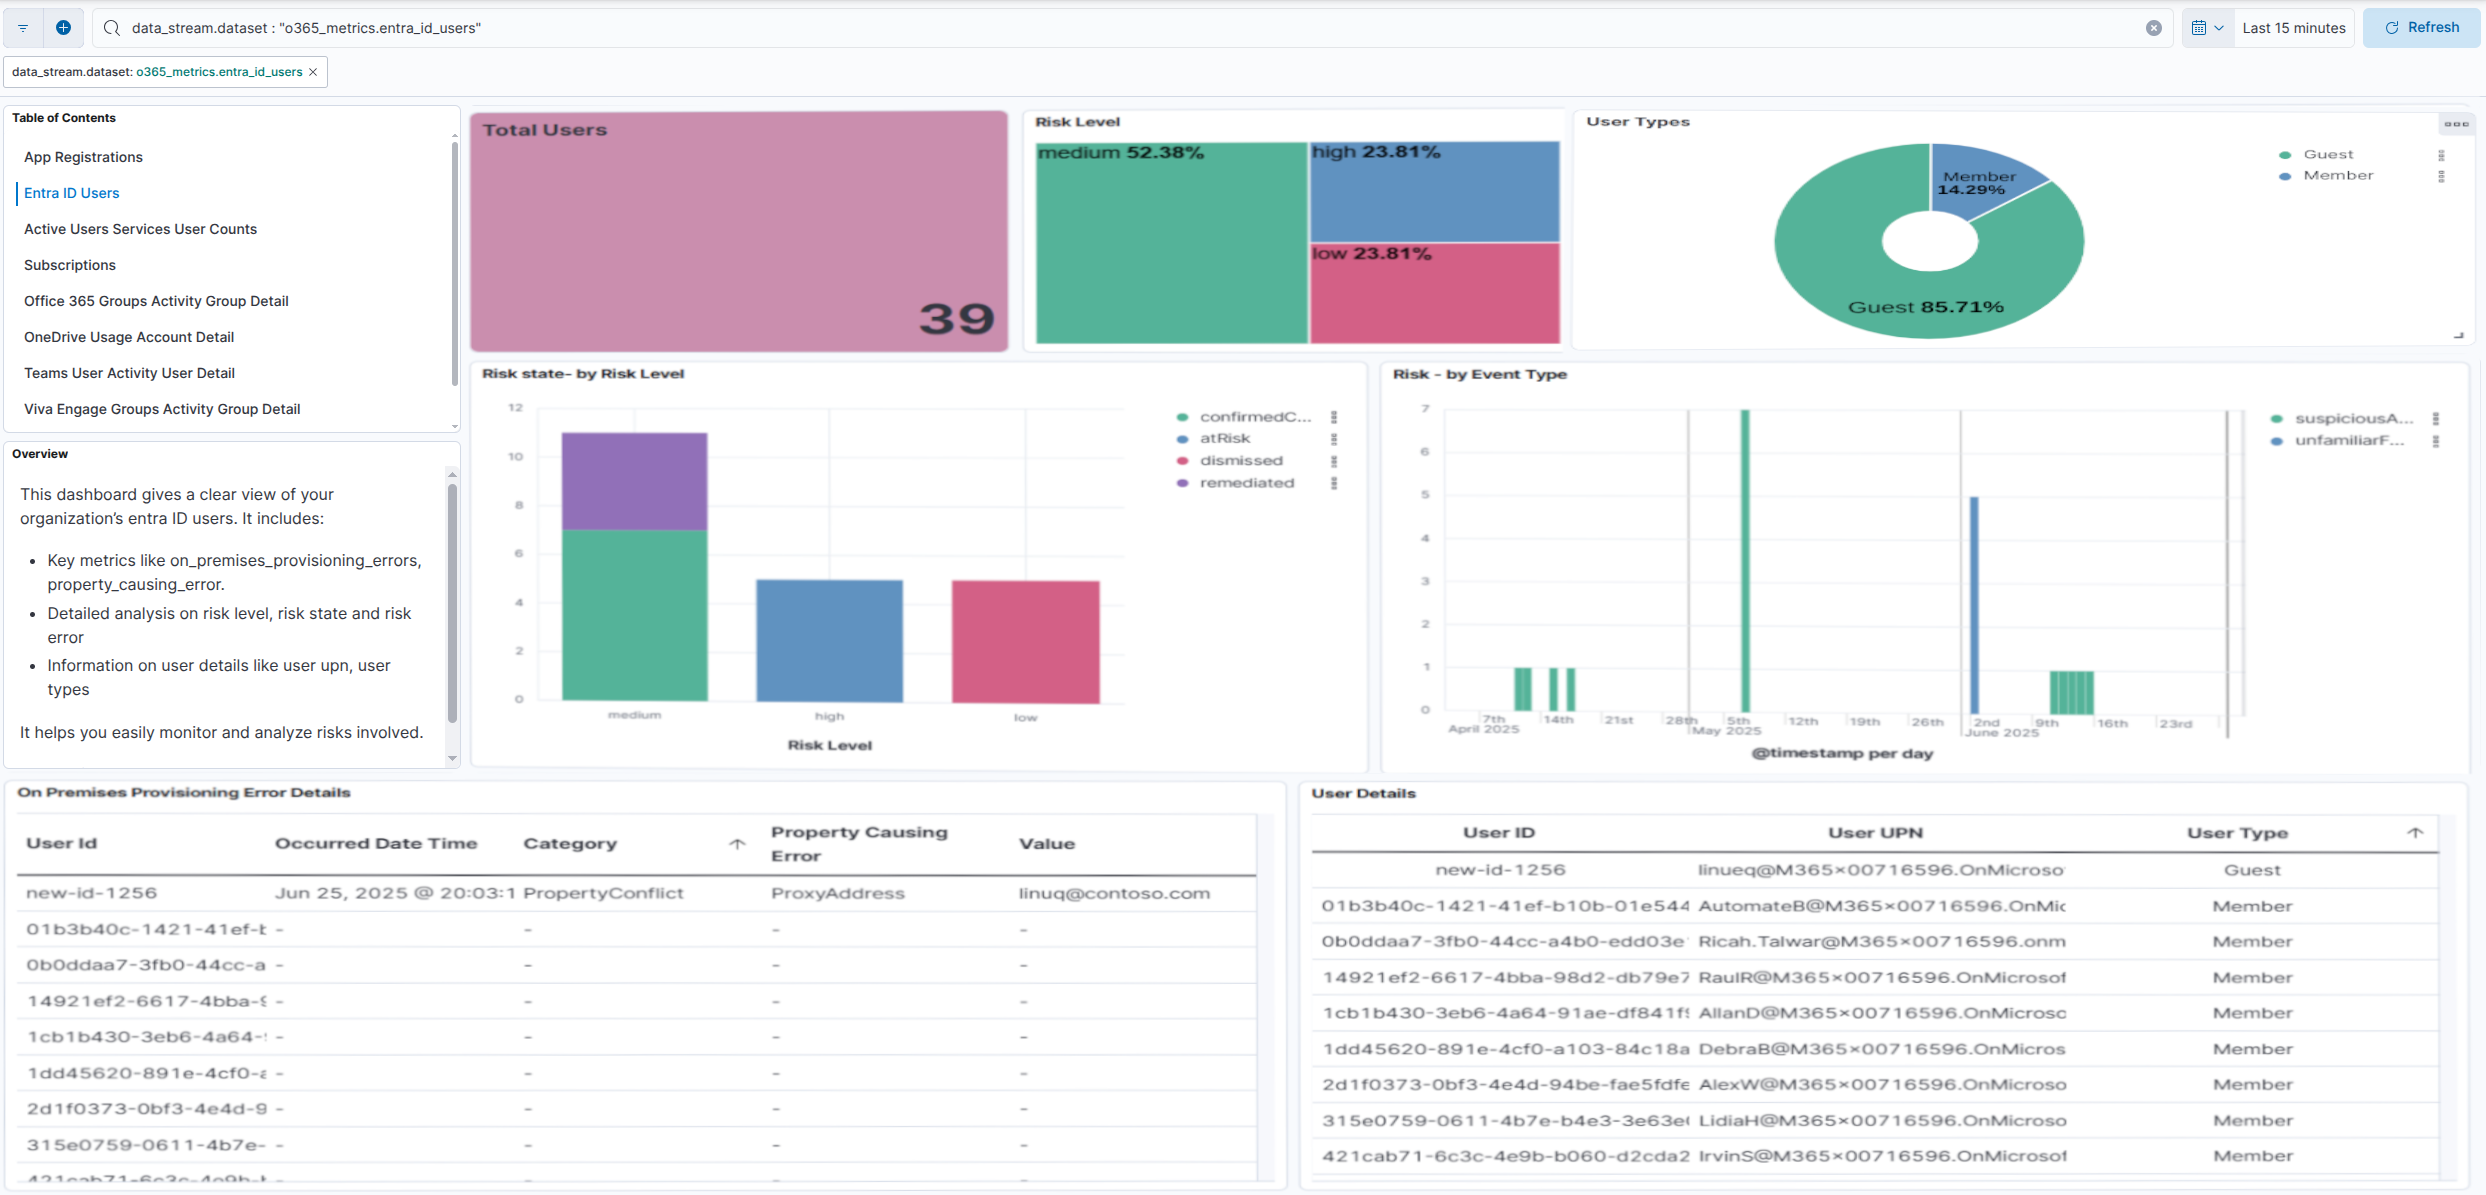 data_stream.dataset : "o365_metrics.entra_id_users"
Last 15 minutes
Refresh
data_stream.dataset: o365_metrics.entra_id_users
Table of Contents
App Registrations
Entra ID Users
Active Users Services User Counts
Subscriptions
Office 365 Groups Activity Group Detail
OneDrive Usage Account Detail
Teams User Activity User Detail
Viva Engage Groups Activity Group Detail
Overview
This dashboard gives a clear view of your
organization's entra ID users. It includes:
• Key metrics like on_premises_provisioning_errors,
property_causing_error.
• Detailed analysis on risk level, risk state and risk
error
• Information on user details like user upn, user
types
It helps you easily monitor and analyze risks involved.
Total Users
39
Risk Level
medium 52.38%
high 23.81%
low 23.81%
User Types
Member
14.29%
Guest 85.71%
Guest
Member
Risk state- by Risk Level
12
10
8
6
4
2
0
medium high low
Risk Level
confirmedC...
atRisk
dismissed
remediated
Risk - by Event Type
7
6
5
4
3
2
1
0
7th 14th 21st 28th 5th 12th 19th 26th 2nd 9th 16th 23rd
April 2025 May 2025 June 2025
@timestamp per day
suspiciousA...
unfamiliarF...
On Premises Provisioning Error Details
User Id Occurred Date Time Category Property Causing Error Value
new-id-1256 Jun 25, 2025 @ 20:03:1 PropertyConflict ProxyAddress linuq@contoso.com
01b3b40c-1421-41ef- - - - -
0b0ddaa7-3fb0-44cc-a - - - -
14921ef2-6617-4bba- - - - -
1cb1b430-3eb6-4a64- - - - -
1dd45620-891e-4cf0- - - - -
2d1f0373-0bf3-4e4d-9 - - - -
315e0759-0611-4b7e- - - - -
User Details
User ID User UPN User Type
new-id-1256 linueq@M365x00716596.OnMicroso Guest
01b3b40c-1421-41ef-b10b-01e544 AutomateB@M365x00716596.OnMic Member
0b0ddaa7-3fb0-44cc-a4b0-edd03e Ricah.Talwar@M365x00716596.onm Member
14921ef2-6617-4bba-98d2-db79e7 RaulR@M365x00716596.OnMicrosof Member
1cb1b430-3eb6-4a64-91ae-df841f AllanD@M365x00716596.OnMicrosc Member
1dd45620-891e-4cf0-a103-84c18a DebraB@M365x00716596.OnMicros Member
2d1f0373-0bf3-4e4d-94be-fae5fdfe AlexW@M365x00716596.OnMicroso Member
315e0759-0611-4b7e-b4e3-3e63e LidiaH@M365x00716596.OnMicroso Member
421cab71-6c3c-4e9b-b060-d2cda2 IrvinS@M365x00716596.OnMicrosof Member